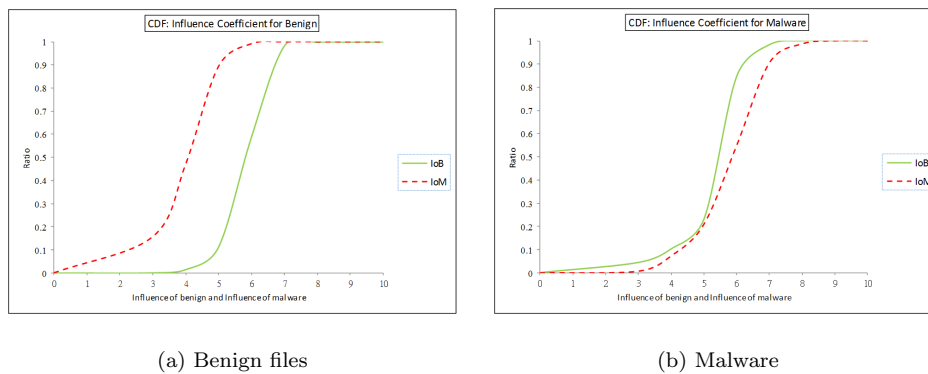 CDF: Influence Coefficient for Benign
1
0.9
0.8
0.7
0.6
0.5
0.4
0.3
0.2
0.1
0
Ratio
0 1 2 3 4 5 6 7 8 9 10
Influence of benign and Influence of malware
IoB
IoM
(a) Benign files
CDF: Influence Coefficient for Malware
1
0.9
0.8
0.7
0.6
0.5
0.4
0.3
0.2
0.1
0
Ratio
0 1 2 3 4 5 6 7 8 9 10
Influence of benign and Influence of malware
IoB
IoM
(b) Malware